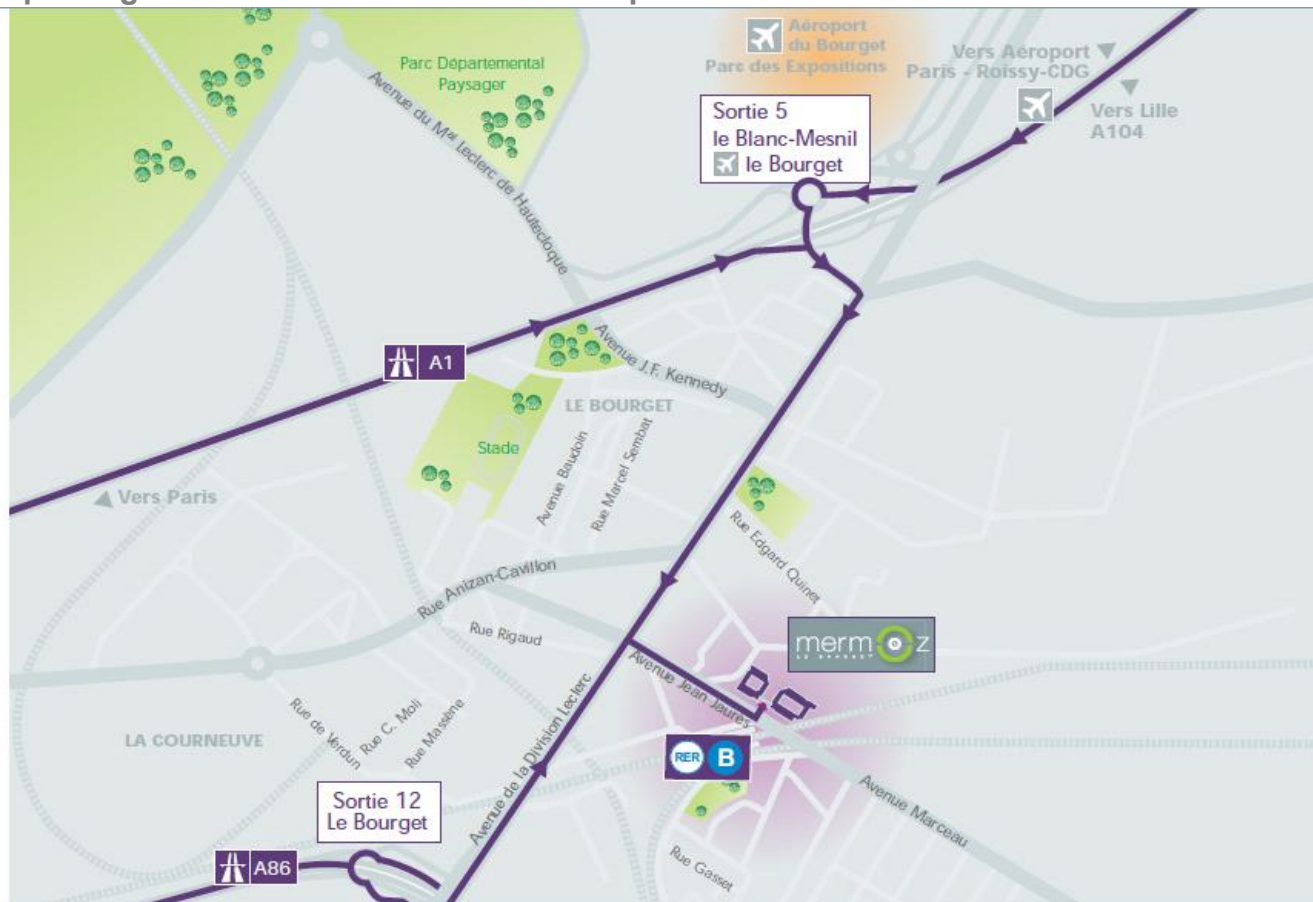 Aéroport
du Bourget
Parc des Expositions
Vers Aéroport
Paris - Roissy-CDG
Vers Lille
A104
Parc Départemental
Paysager
Sortie 5
le Blanc-Mesnil
le Bourget
Avenue du Mal Leclerc de Hautecloque
A1
Avenue J.F. Kennedy
LE BOURGET
Stade
Avenue Baudoin
Rue Marcel Sembat
Vers Paris
Rue Edgard Quinet
Rue Anizan-Cavillon
Rue Rigaud
mermoz
LE BOURGET
Avenue Jean Jaurès
Rue de Verdun
Rue C. Moli
Rue Massène
LA COURNEUVE
Avenue de la Division Leclerc
RER B
Sortie 12
Le Bourget
A86
Avenue Marceau
Rue Gasset